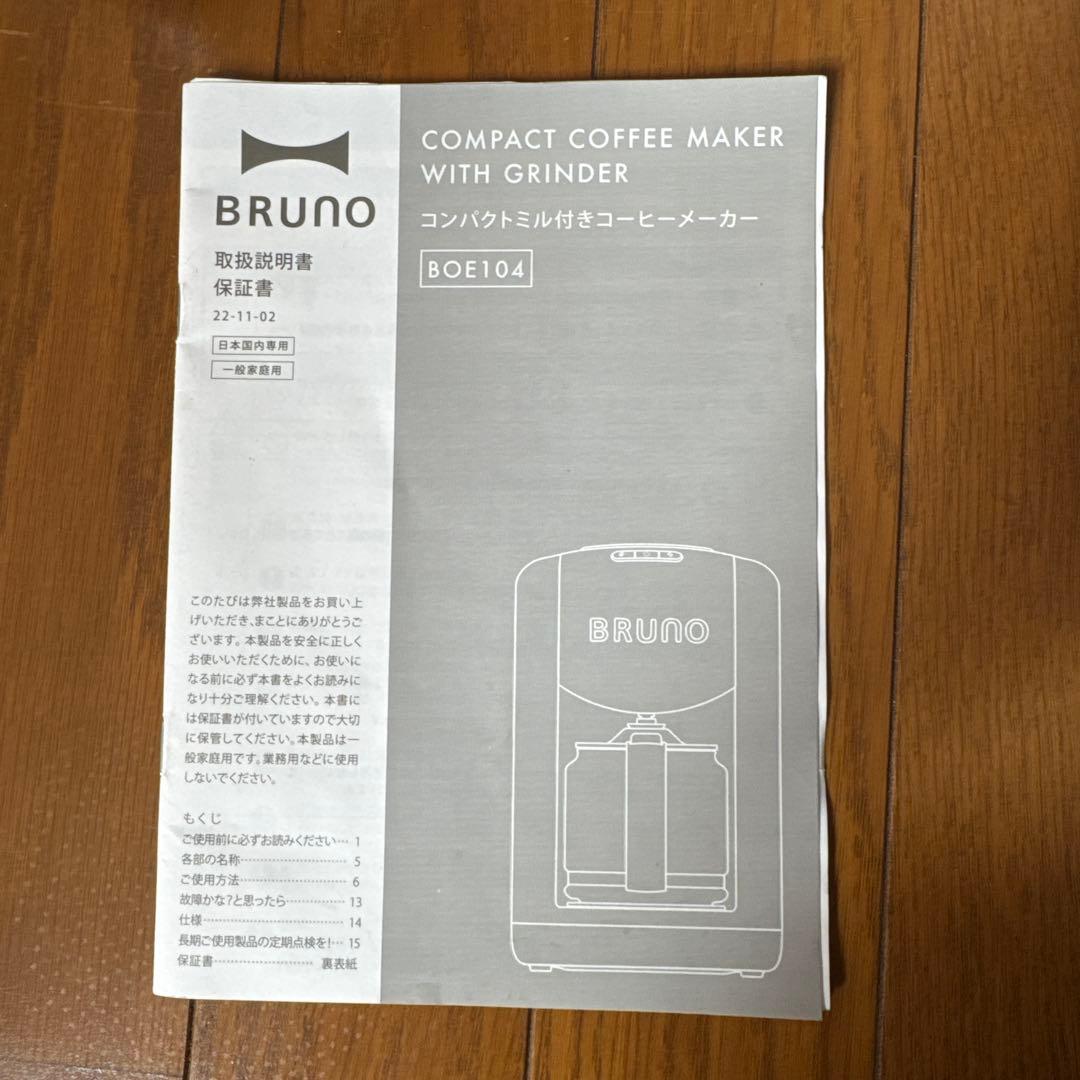 BRUNO
取扱説明書
保証書
22-11-02
日本国内専用
一般家庭用
COMPACT COFFEE MAKER
WITH GRINDER
コンパクトミル付きコーヒーメーカー
BOE104
BRUNO
このたびは弊社製品をお買い上
げいただき、まことにありがとうご
ざいます。本製品を安全に正しく
お使いいただくために、お使いに
なる前に必ず本書をよくお読みに
なり十分ご理解ください。本書に
は保証書が付いていますので大切
に保管してください。本製品は一
般家庭用です。業務用などに使用
しないでください。
もくじ
ご使用前に必ずお読みください… 1
各部の名称………………………… 5
ご使用方法………………………… 6
故障かな?と思ったら…………… 13
仕様………………………………… 14
長期ご使用製品の定期点検を!… 15
保証書……………………… 裏表紙